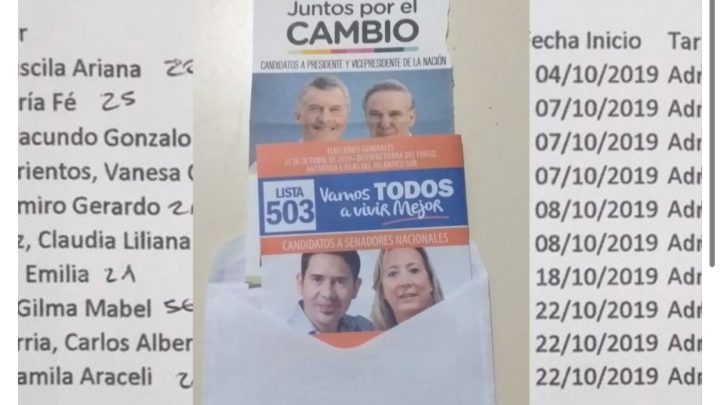 r
scila Ariana 22
ría Fé 25
acundo Gonzalo
rientos, Vanesa
miro Gerardo 2
z, Claudia Liliana
Emilia 21
Gilma Mabel 56
rria, Carlos Alber
amila Araceli 2
Juntos por el
CAMBIO
CANDIDATOS A PRESIDENTE Y VICEPRESIDENTE DE LA NACIÓN
ELECCIONES GENERALES
27 DE OCTUBRE DE 2019 - DISTRITO TIERRA DEL FUEGO,
ANTÁRTIDA E ISLAS DEL ATLÁNTICO SUR
LISTA
503
Vamos TODOS
a vivir Mejor
CANDIDATOS A SENADORES NACIONALES
echa Inicio Tar
04/10/2019 Adr
07/10/2019 Adr
07/10/2019 Adr
07/10/2019 Adr
08/10/2019 Adr
08/10/2019 Adr
18/10/2019 Adr
22/10/2019 Adr
22/10/2019 Adr
22/10/2019 Adr